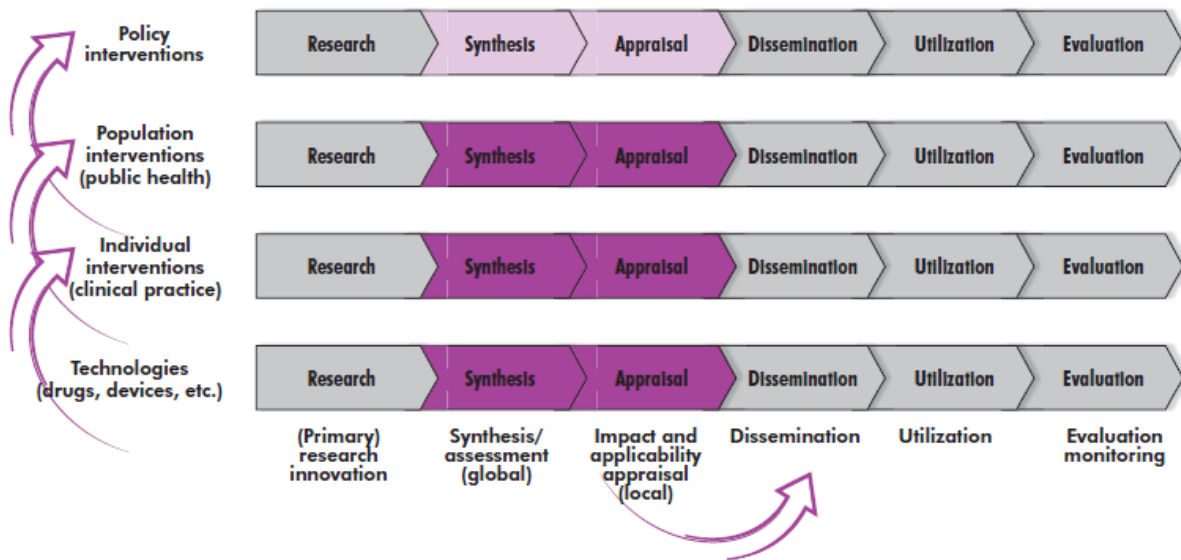 Policy
interventions
Research Synthesis Appraisal Dissemination Utilization Evaluation
Population
interventions
(public health)
Research Synthesis Appraisal Dissemination Utilization Evaluation
Individual
interventions
(clinical practice)
Research Synthesis Appraisal Dissemination Utilization Evaluation
Technologies
(drugs, devices, etc.)
Research Synthesis Appraisal Dissemination Utilization Evaluation
(Primary)
research
innovation
Synthesis/
assessment
(global)
Impact and
applicability
appraisal
(local)
Dissemination
Utilization
Evaluation
monitoring